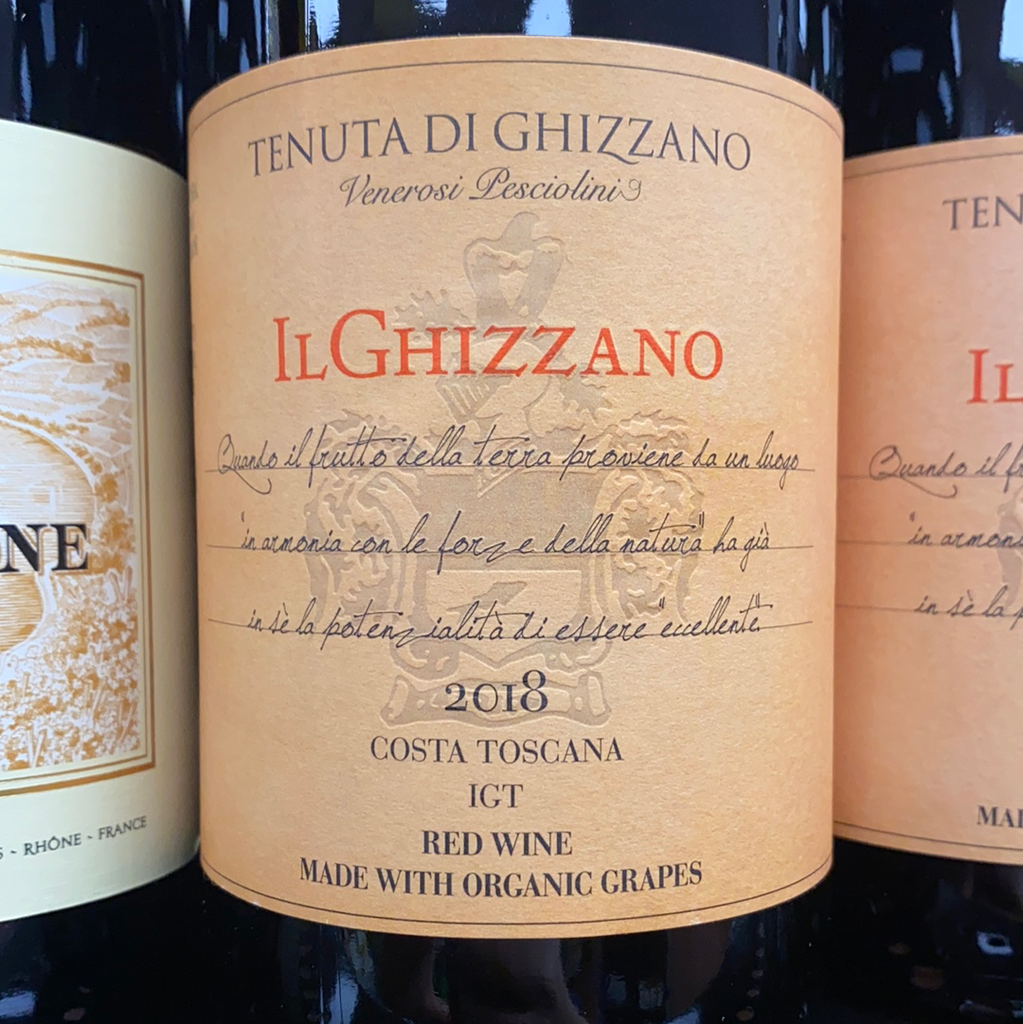 TENUTA DI GHIZZANO
Venerosi Pesciolini
IL GHIZZANO
Quando il frutto della terra proviene da un luogo
"in armonia con le forze della natura" ha già
in sè la potenzialità di essere "eccellente".
2018
COSTA TOSCANA
IGT
RED WINE
MADE WITH ORGANIC GRAPES
NE
- RHÔNE - FRANCE
TEN
IL
Quando il fr
"in armoni
in sè la p
MA